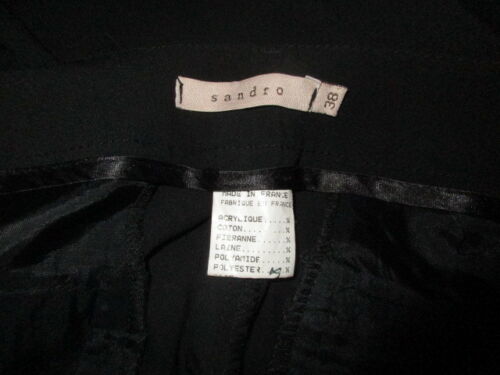 sandro
38
MADE IN FRANCE
FABRIQUE EN FRANCE
ACRYLIQUE.....%
COTON.........%
FIBRANNE......%
LAINE.........%
POLYAMIDE.....%
POLYESTER.. %